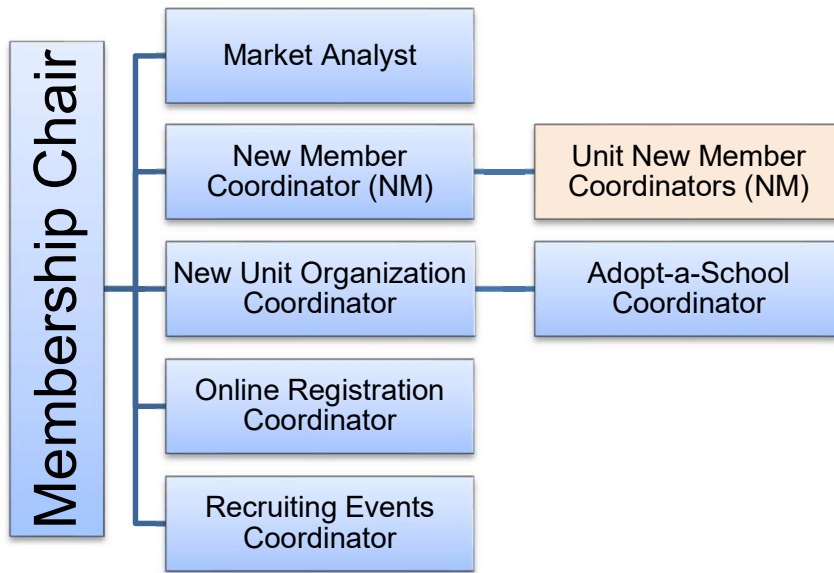 Membership Chair
Market Analyst
New Member
Coordinator (NM)
Unit New Member
Coordinators (NM)
New Unit Organization
Coordinator
Adopt-a-School
Coordinator
Online Registration
Coordinator
Recruiting Events
Coordinator